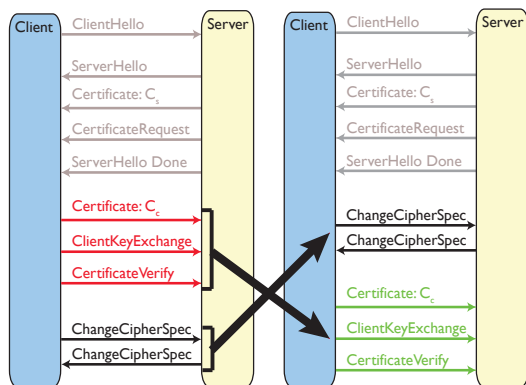 Client
ClientHello
Server
ServerHello
Certificate: Cs
CertificateRequest
ServerHello Done
Certificate: Cc
ClientKeyExchange
CertificateVerify
ChangeCipherSpec
ChangeCipherSpec
Client
ClientHello
Server
ServerHello
Certificate: Cs
CertificateRequest
ServerHello Done
ChangeCipherSpec
ChangeCipherSpec
Certificate: Cc
ClientKeyExchange
CertificateVerify